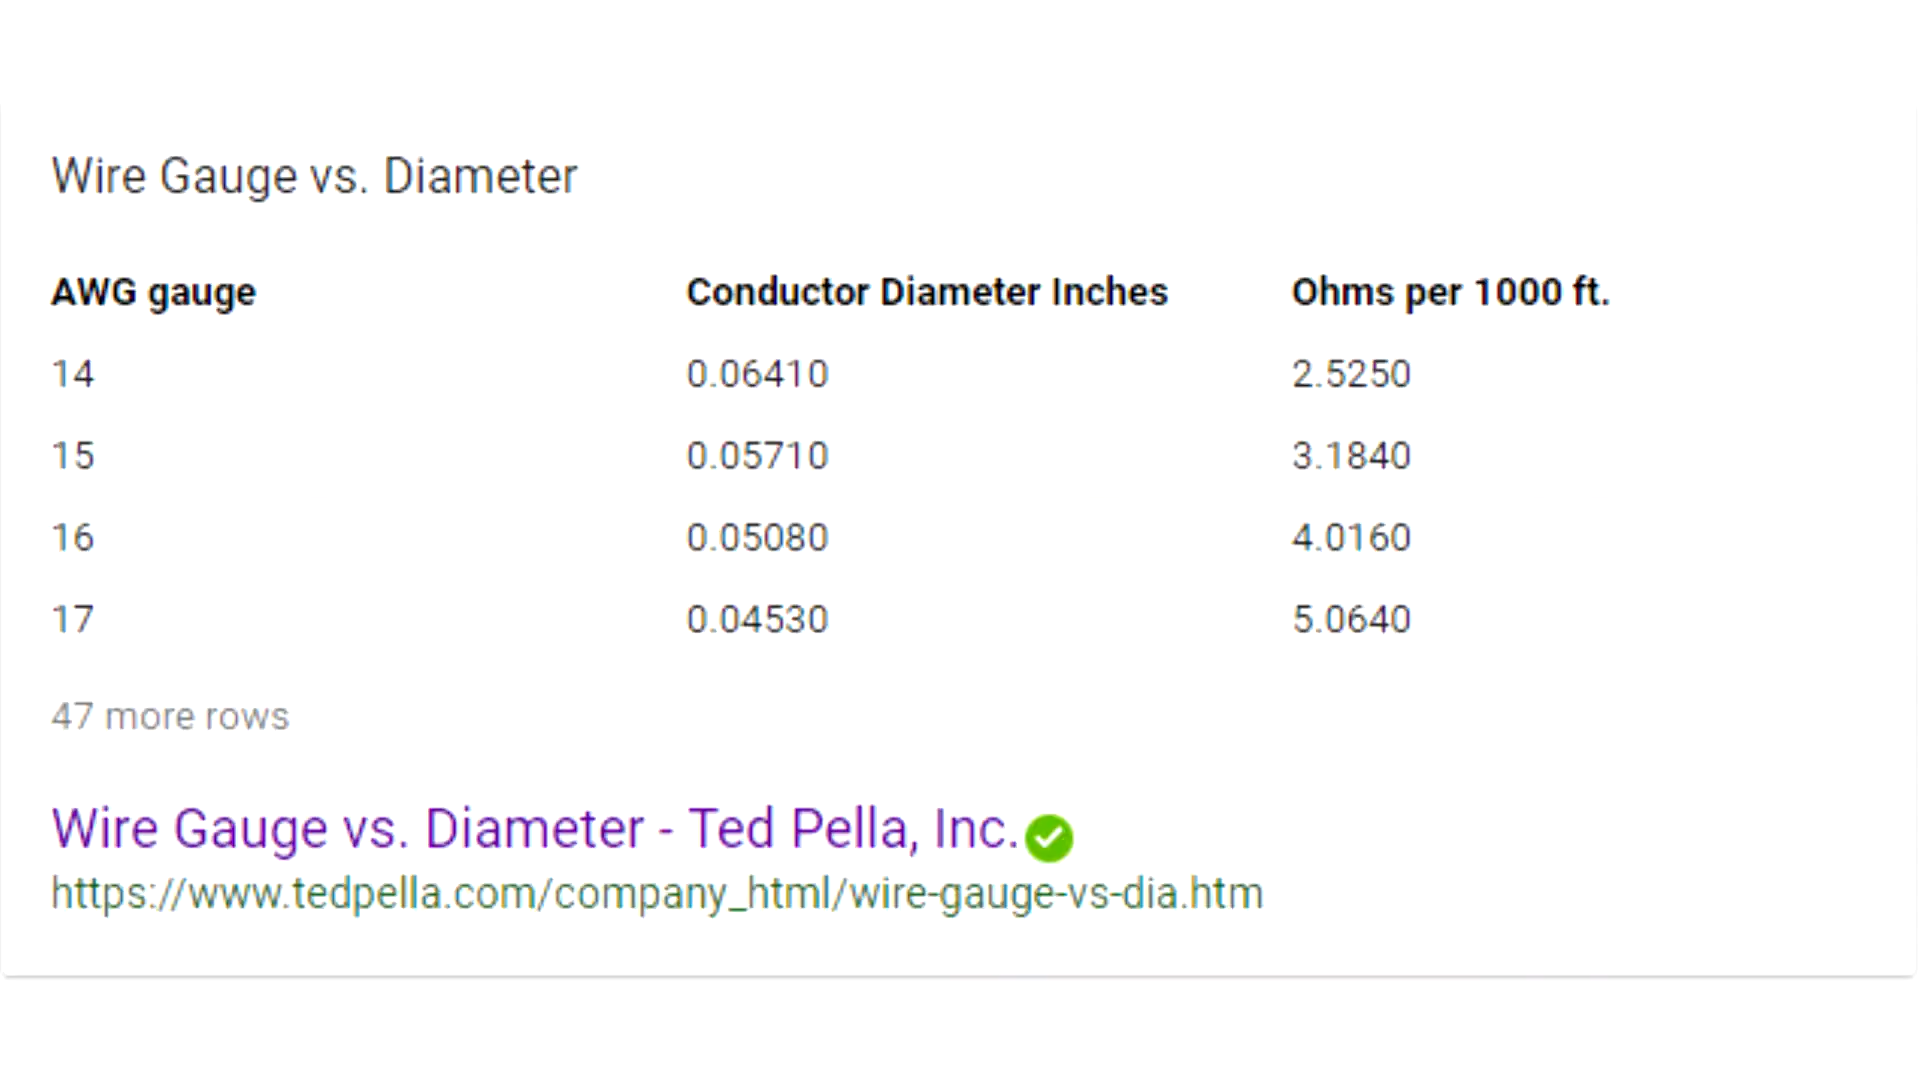 Wire Gauge vs. Diameter
AWG gauge Conductor Diameter Inches Ohms per 1000 ft.
14 0.06410 2.5250
15 0.05710 3.1840
16 0.05080 4.0160
17 0.04530 5.0640
47 more rows
Wire Gauge vs. Diameter - Ted Pella, Inc.
https://www.tedpella.com/company_html/wire-gauge-vs-dia.htm